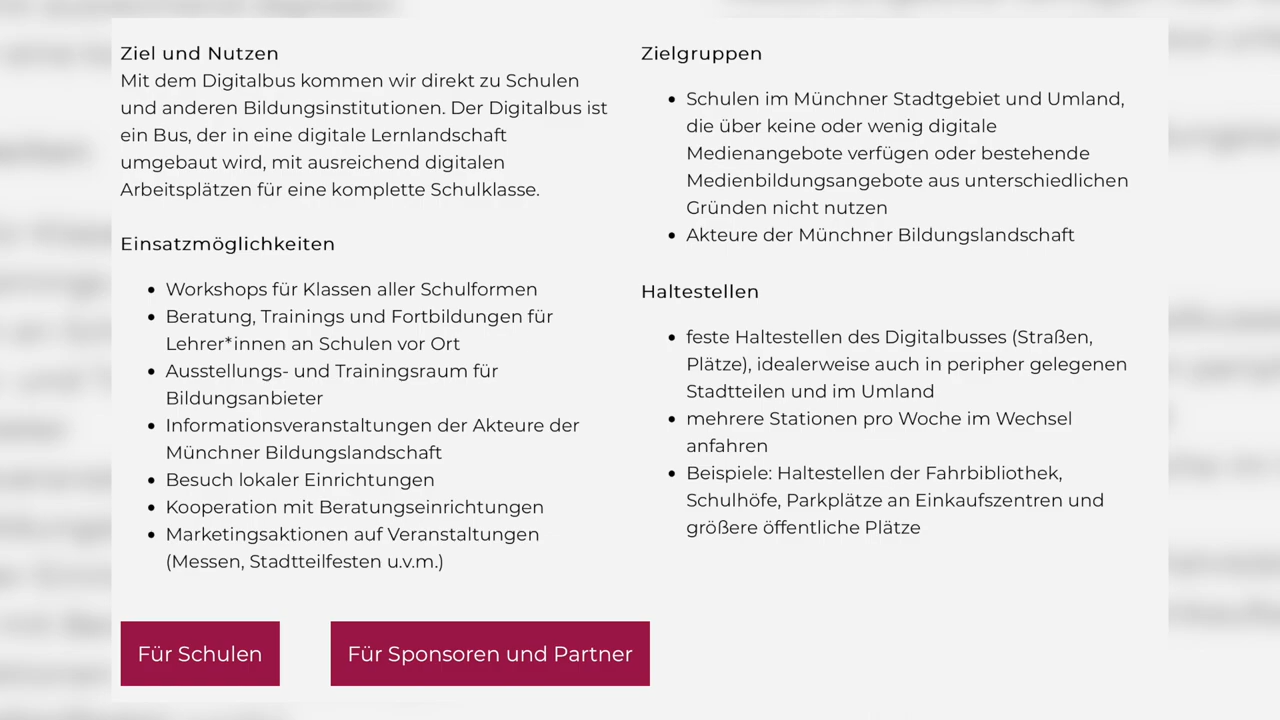 Ziel und Nutzen
Mit dem Digitalbus kommen wir direkt zu Schulen
und anderen Bildungsinstitutionen. Der Digitalbus ist
ein Bus, der in eine digitale Lernlandschaft
umgebaut wird, mit ausreichend digitalen
Arbeitsplätzen für eine komplette Schulklasse.
Einsatzmöglichkeiten
• Workshops für Klassen aller Schulformen
• Beratung, Trainings und Fortbildungen für
Lehrer*innen an Schulen vor Ort
• Ausstellungs- und Trainingsraum für
Bildungsanbieter
• Informationsveranstaltungen der Akteure der
Münchner Bildungslandschaft
• Besuch lokaler Einrichtungen
• Kooperation mit Beratungseinrichtungen
• Marketingaktionen auf Veranstaltungen
(Messen, Stadtteilfesten u.v.m.)
Zielgruppen
• Schulen im Münchner Stadtgebiet und Umland,
die über keine oder wenig digitale
Medienangebote verfügen oder bestehende
Medienbildungsangebote aus unterschiedlichen
Gründen nicht nutzen
• Akteure der Münchner Bildungslandschaft
Haltestellen
• feste Haltestellen des Digitalbusses (Straßen,
Plätze), idealerweise auch in peripher gelegenen
Stadtteilen und im Umland
• mehrere Stationen pro Woche im Wechsel
anfahren
• Beispiele: Haltestellen der Fahrbibliothek,
Schulhöfe, Parkplätze an Einkaufszentren und
größere öffentliche Plätze
Für Schulen
Für Sponsoren und Partner